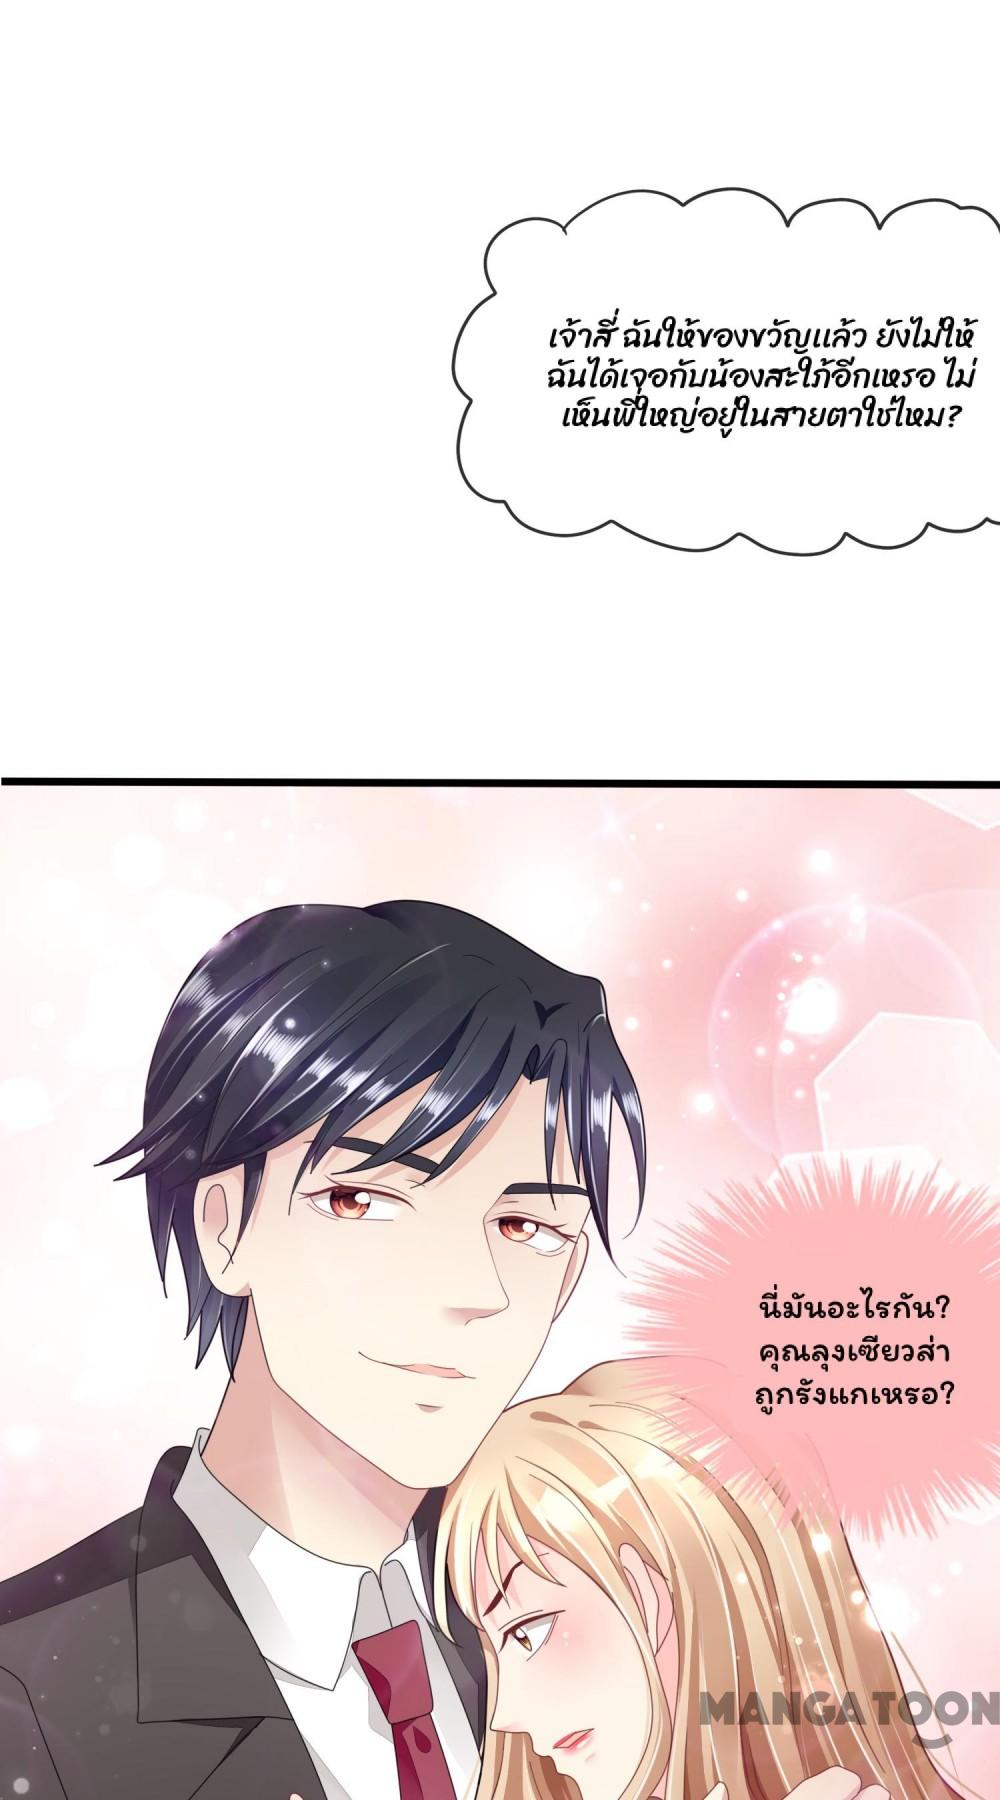 เจ้าสี่ ฉันให้ของขวัญแล้ว ยังไม่ให้
ฉันได้เจอกับน้องสะใภ้อีกเหรอ ไม่
เห็นพี่ใหญ่อยู่ในสายตาใช่ไหม?
นี่มันอะไรกัน?
คุณลุงเซียวส่า
ถูกรังแกเหรอ?
MANGATOON